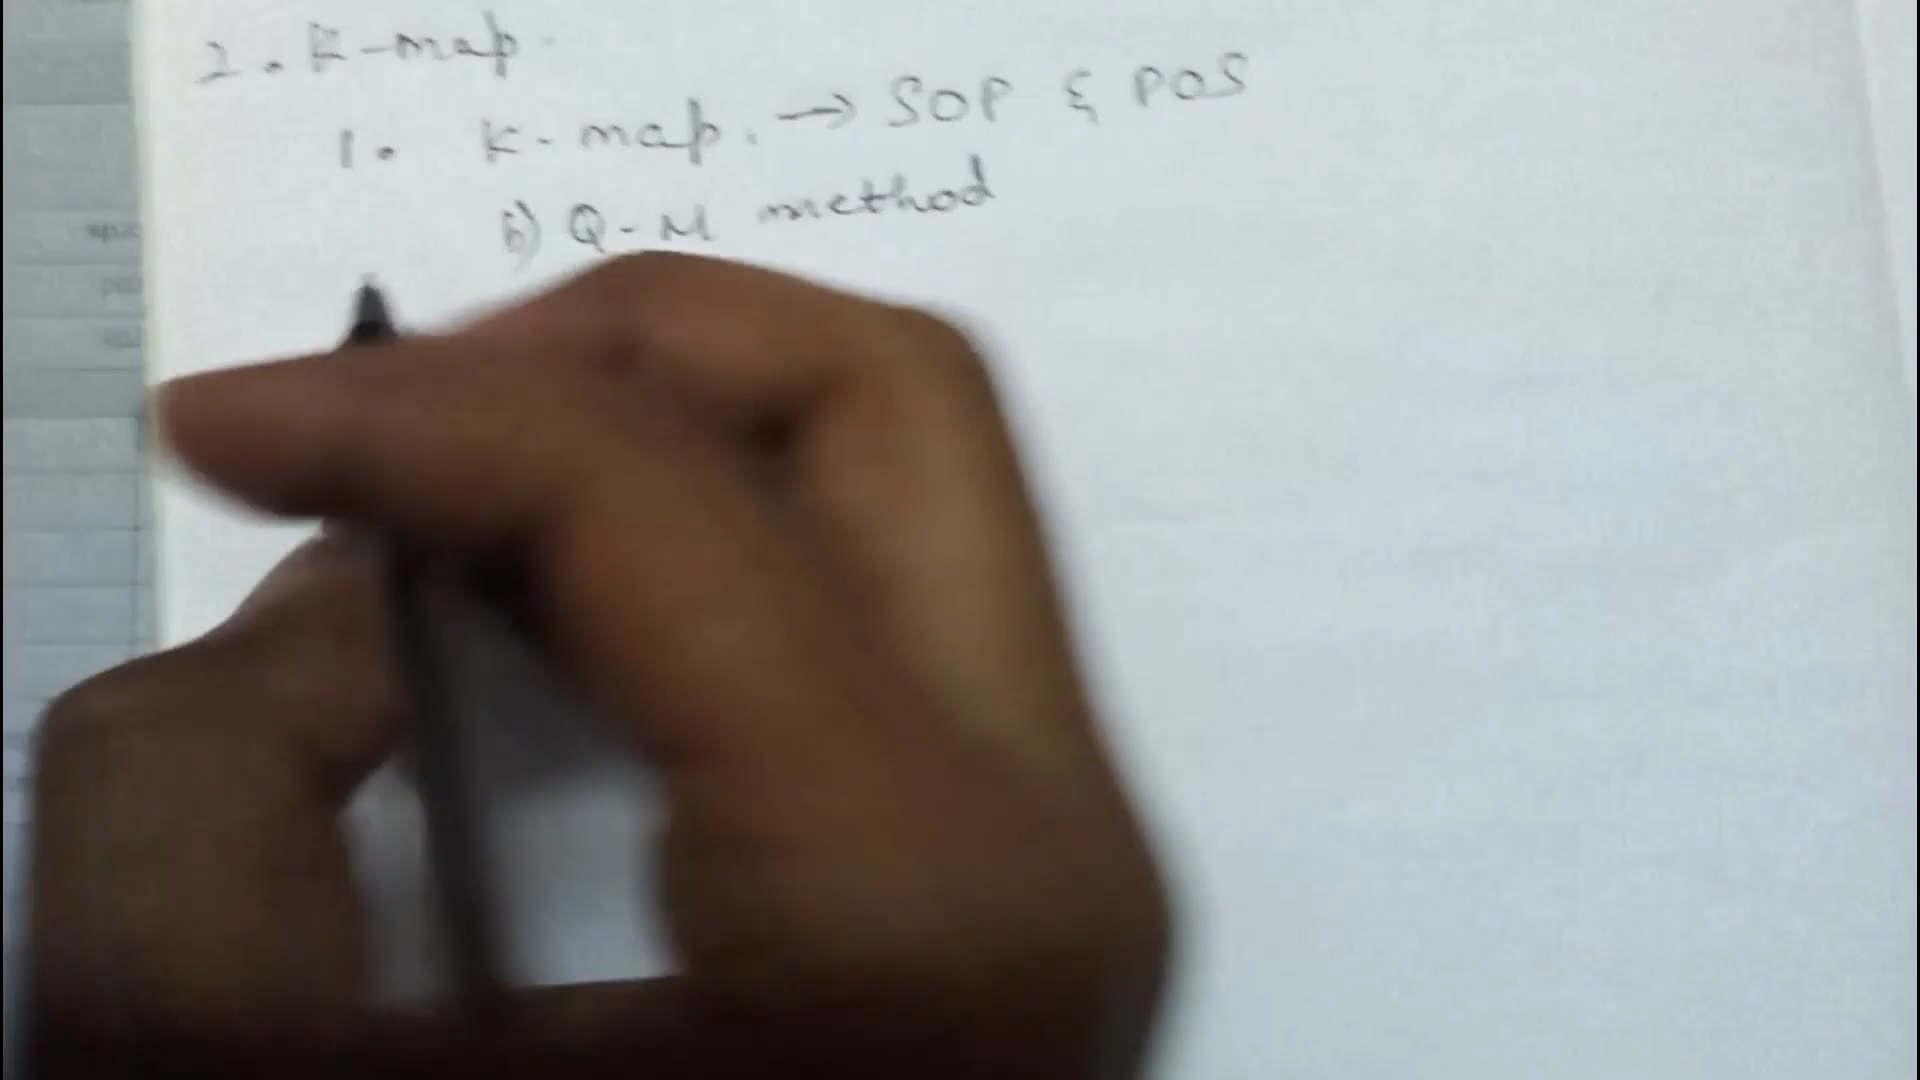 2. K-map
1. K-map. → SOP & POS
Q-M method